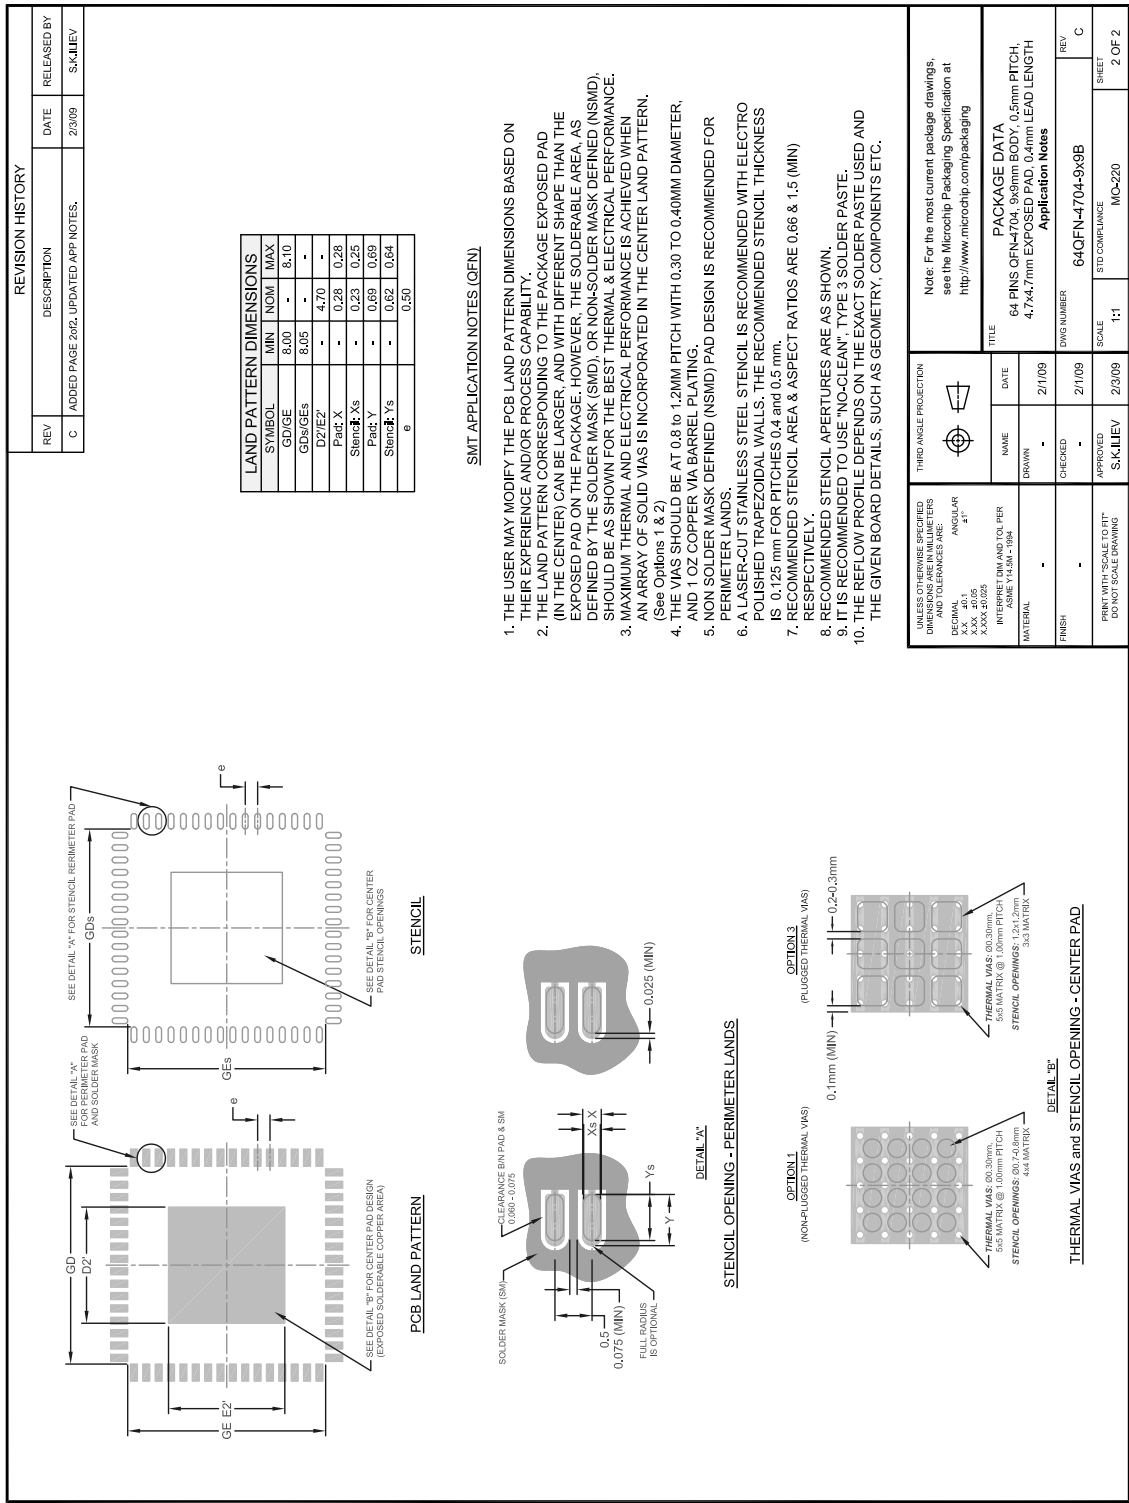 REVISION HISTORY
REV DESCRIPTION DATE RELEASED BY
C ADDED PAGE 2of2. UPDATED APP NOTES. 2/3/09 S.K.ILIEV
SEE DETAIL "A"
FOR PERIMETER PAD
AND SOLDER MASK
GD
D2'
GE E2'
e
SEE DETAIL "B" FOR CENTER PAD DESIGN
(EXPOSED SOLDERABLE COPPER AREA)
PCB LAND PATTERN
SEE DETAIL "A" FOR STENCIL RERIMETER PAD
GDs
GEs
e
SEE DETAIL "B" FOR CENTER
PAD STENCIL OPENINGS
STENCIL
LAND PATTERN DIMENSIONS
SYMBOL MIN NOM MAX
GD/GE 8.00 - 8.10
GDs/GEs 8.05 - -
D2'/E2' - 4.70 -
Pad: X - 0.28 0.28
Stencil: Xs - 0.23 0.25
Pad: Y - 0.69 0.69
Stencil: Ys - 0.62 0.64
e 0.50
SMT APPLICATION NOTES (QFN)
1. THE USER MAY MODIFY THE PCB LAND PATTERN DIMENSIONS BASED ON
THEIR EXPERIENCE AND/OR PROCESS CAPABILITY.
2. THE LAND PATTERN CORRESPONDING TO THE PACKAGE EXPOSED PAD
(IN THE CENTER) CAN BE LARGER, AND WITH DIFFERENT SHAPE THAN THE
EXPOSED PAD ON THE PACKAGE. HOWEVER, THE SOLDERABLE AREA, AS
DEFINED BY THE SOLDER MASK (SMD), OR NON-SOLDER MASK DEFINED (NSMD),
SHOULD BE AS SHOWN FOR THE BEST THERMAL & ELECTRICAL PERFORMANCE.
3. MAXIMUM THERMAL AND ELECTRICAL PERFORMANCE IS ACHIEVED WHEN
AN ARRAY OF SOLID VIAS IS INCORPORATED IN THE CENTER LAND PATTERN.
(See Options 1 & 2)
4. THE VIAS SHOULD BE AT 0.8 to 1.2MM PITCH WITH 0.30 TO 0.40MM DIAMETER,
AND 1 OZ COPPER VIA BARREL PLATING.
5. NON SOLDER MASK DEFINED (NSMD) PAD DESIGN IS RECOMMENDED FOR
PERIMETER LANDS.
6. A LASER-CUT STAINLESS STEEL STENCIL IS RECOMMENDED WITH ELECTRO
POLISHED TRAPEZOIDAL WALLS. THE RECOMMENDED STENCIL THICKNESS
IS 0.125 mm FOR PITCHES 0.4 and 0.5 mm.
7. RECOMMENDED STENCIL AREA & ASPECT RATIOS ARE 0.66 & 1.5 (MIN)
RESPECTIVELY.
8. RECOMMENDED STENCIL APERTURES ARE AS SHOWN.
9. IT IS RECOMMENDED TO USE "NO-CLEAN", TYPE 3 SOLDER PASTE.
10. THE REFLOW PROFILE DEPENDS ON THE EXACT SOLDER PASTE USED AND
THE GIVEN BOARD DETAILS, SUCH AS GEOMETRY, COMPONENTS ETC.
SOLDER MASK (SM)
CLEARANCE B/N PAD & SM
0.060 - 0.075
0.5
0.075 (MIN)
FULL RADIUS
IS OPTIONAL
Y
Ys
Xs X
0.025 (MIN)
DETAIL "A"
STENCIL OPENING - PERIMETER LANDS
OPTION 1
(NON-PLUGGED THERMAL VIAS)
THERMAL VIAS: Ø0.30mm,
5x5 MATRIX @ 1.00mm PITCH
STENCIL OPENINGS: Ø0.7-0.8mm
4x4 MATRIX
OPTION 3
(PLUGGED THERMAL VIAS)
0.1mm (MIN)
0.2-0.3mm
THERMAL VIAS: Ø0.30mm,
5x5 MATRIX @ 1.00mm PITCH
STENCIL OPENINGS: 1.2x1.2mm
3x3 MATRIX
DETAIL "B"
THERMAL VIAS and STENCIL OPENING - CENTER PAD
UNLESS OTHERWISE SPECIFIED
DIMENSIONS ARE IN MILLIMETERS
AND TOLERANCES ARE:
DECIMAL ANGULAR
X.X ±0.1 ±1°
X.XX ±0.05
X.XXX ±0.025
INTERPRET DIM AND TOL PER
ASME Y14.5M - 1994
MATERIAL
-
FINISH
-
PRINT WITH "SCALE TO FIT"
DO NOT SCALE DRAWING
THIRD ANGLE PROJECTION
NAME DATE
DRAWN
- 2/1/09
CHECKED
- 2/1/09
APPROVED
S.K.ILIEV 2/3/09
Note: For the most current package drawings,
see the Microchip Packaging Specification at
http://www.microchip.com/packaging
TITLE
PACKAGE DATA
64 PINS QFN-4704, 9x9mm BODY, 0.5mm PITCH,
4.7x4.7mm EXPOSED PAD, 0.4mm LEAD LENGTH
Application Notes
DWG NUMBER
64QFN-4704-9x9B
REV
C
SCALE
1:1
STD COMPLIANCE
MO-220
SHEET
2 OF 2